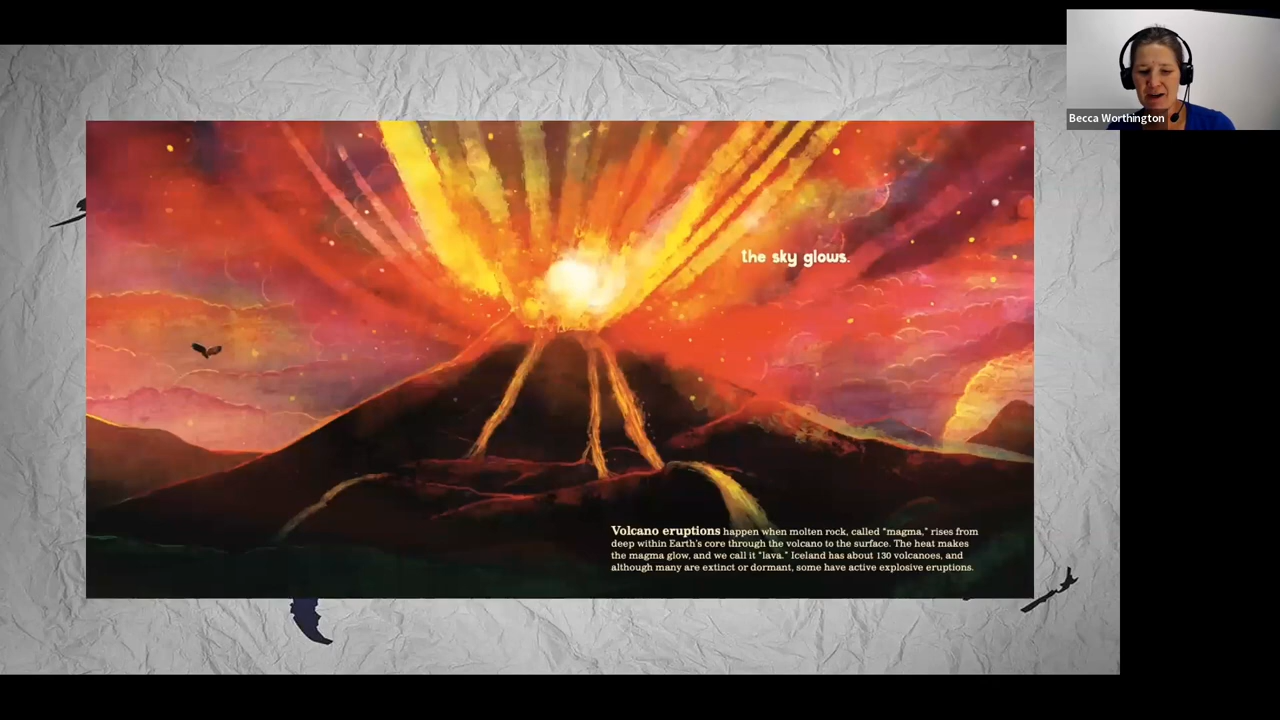 Becca Worthington
the sky glows.
Volcano eruptions happen when molten rock, called “magma,” rises from
deep within Earth’s core through the volcano to the surface. The heat makes
the magma glow, and we call it “lava.” Iceland has about 130 volcanoes, and
although many are extinct or dormant, some have active explosive eruptions.